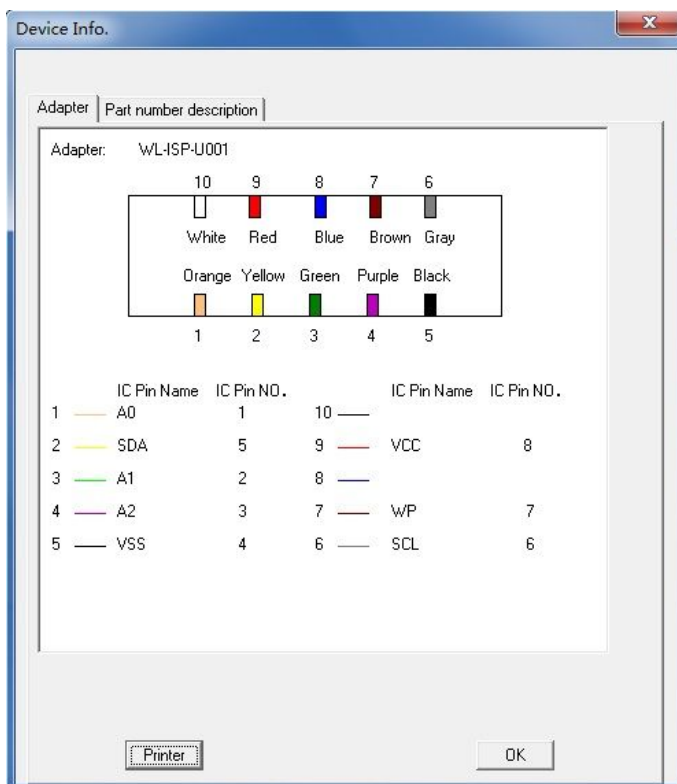 Device Info.
Adapter Part number description
Adapter: WL-ISP-U001
10 9 8 7 6
White Red Blue Brown Gray
Orange Yellow Green Purple Black
1 2 3 4 5
IC Pin Name IC Pin NO. IC Pin Name IC Pin NO.
1 A0 1 10
2 SDA 5 9 VCC 8
3 A1 2 8
4 A2 3 7 WP 7
5 VSS 4 6 SCL 6
Printer OK